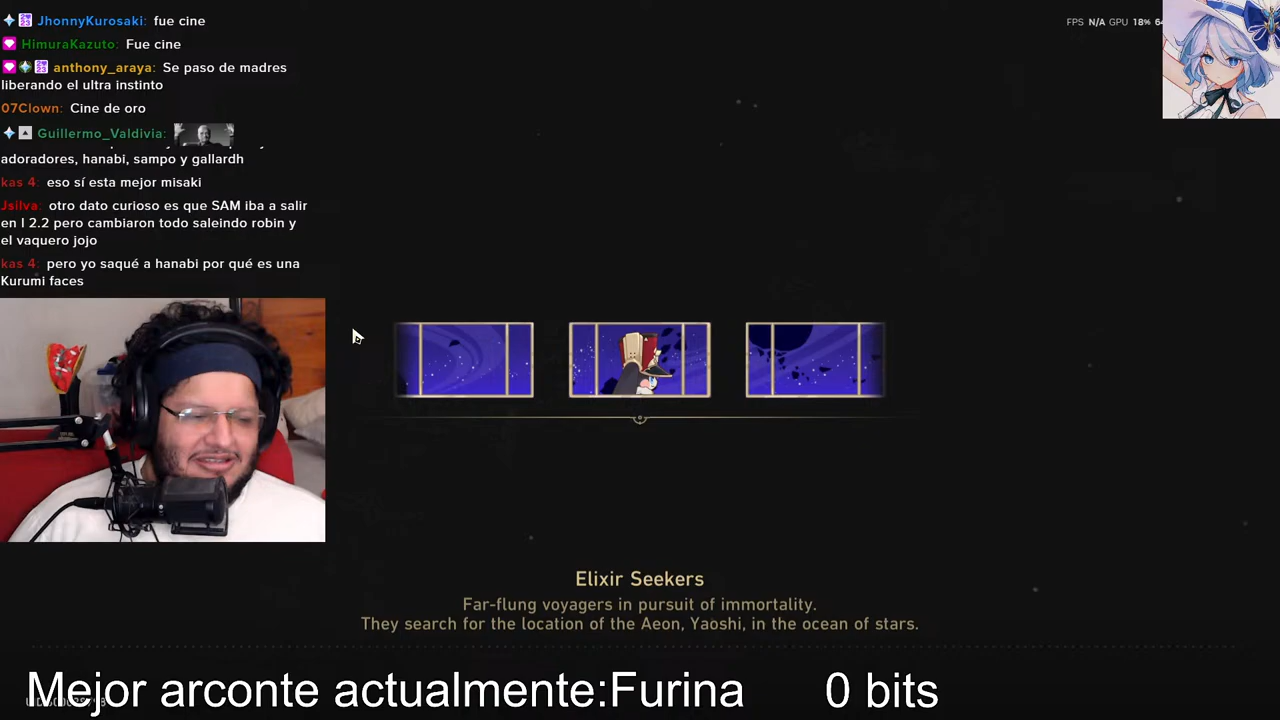 JhonnyKurosaki: fue cine
FPS N/A GPU 18%
HimuraKazuto: Fue cine
anthony_araya: Se paso de madres
liberando el ultra instinto
07Clown: Cine de oro
Guillermo_Valdivia:
adoradores, hanabi, sampo y gallardh
kas 4: eso sí esta mejor misaki
Jsilva: otro dato curioso es que SAM iba a salir
en l 2.2 pero cambiaron todo saleindo robin y
el vaquero jojo
kas 4: pero yo saqué a hanabi por qué es una
Kurumi faces
Elixir Seekers
Far-flung voyagers in pursuit of immortality.
They search for the location of the Aeon, Yaoshi, in the ocean of stars.
Mejor arconte actualmente:Furina 0 bits